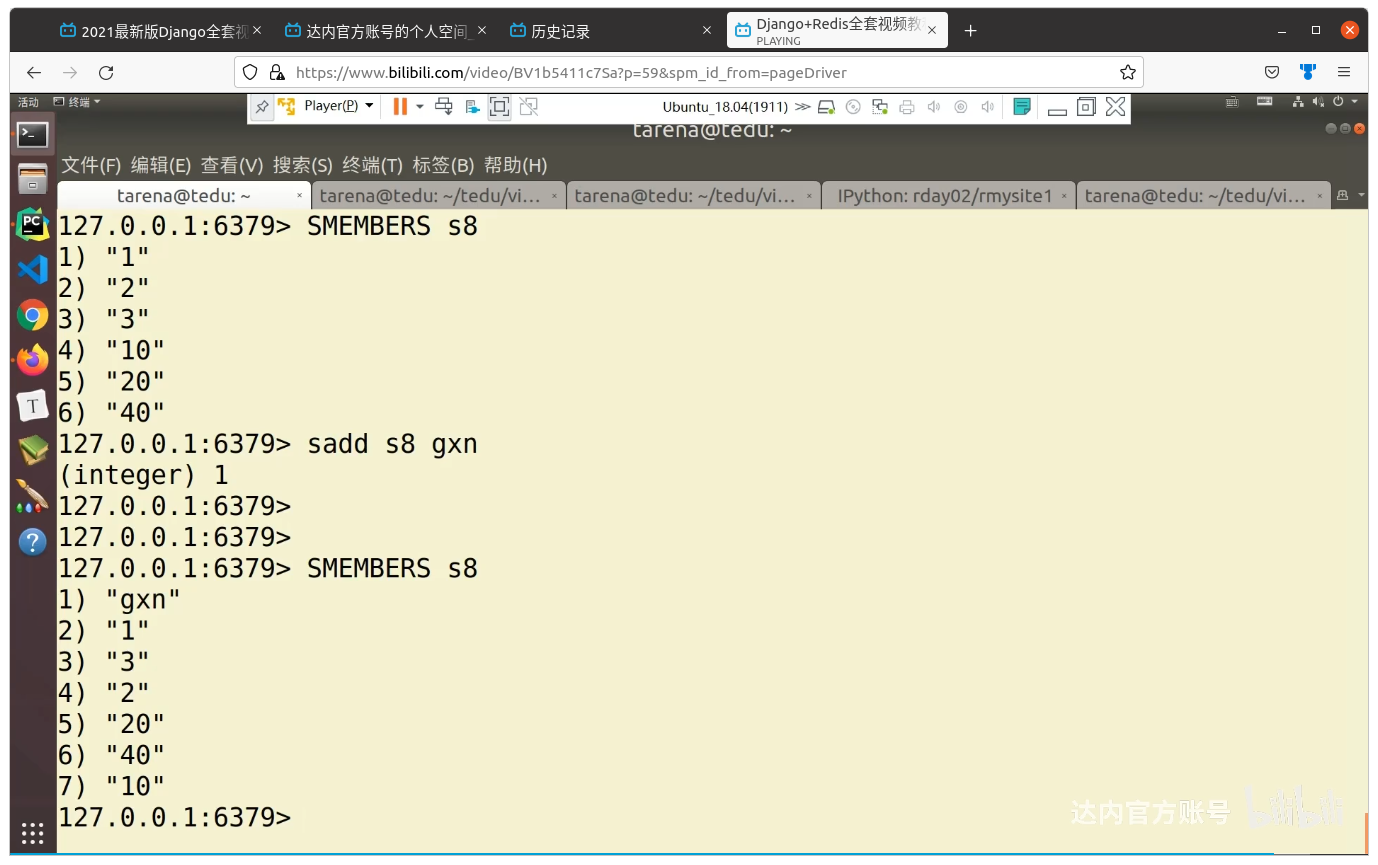 2021最新版Django全套视
达内官方账号的个人空间_
历史记录
Django+Redis全套视频教
PLAYING
https://www.bilibili.com/video/BV1b5411c7Sa?p=59&spm_id_from=pageDriver
活动 终端
Player(P)
Ubuntu_18.04(1911)
tarena@tedu: ~
文件(F) 编辑(E) 查看(V) 搜索(S) 终端(T) 标签(B) 帮助(H)
tarena@tedu: ~
tarena@tedu: ~/tedu/vi...
tarena@tedu: ~/tedu/vi...
IPython: rday02/rmysite1
tarena@tedu: ~/tedu/vi...
127.0.0.1:6379> SMEMBERS s8
1) "1"
2) "2"
3) "3"
4) "10"
5) "20"
6) "40"
127.0.0.1:6379> sadd s8 gxn
(integer) 1
127.0.0.1:6379>
127.0.0.1:6379>
127.0.0.1:6379> SMEMBERS s8
1) "gxn"
2) "1"
3) "3"
4) "2"
5) "20"
6) "40"
7) "10"
127.0.0.1:6379>
达内官方账号 bilibili